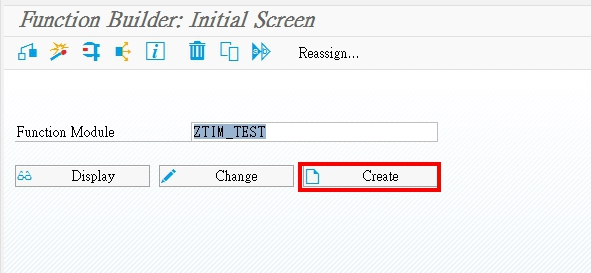 Function Builder: Initial Screen
Reassign...
Function Module ZTIM_TEST
Display Change Create